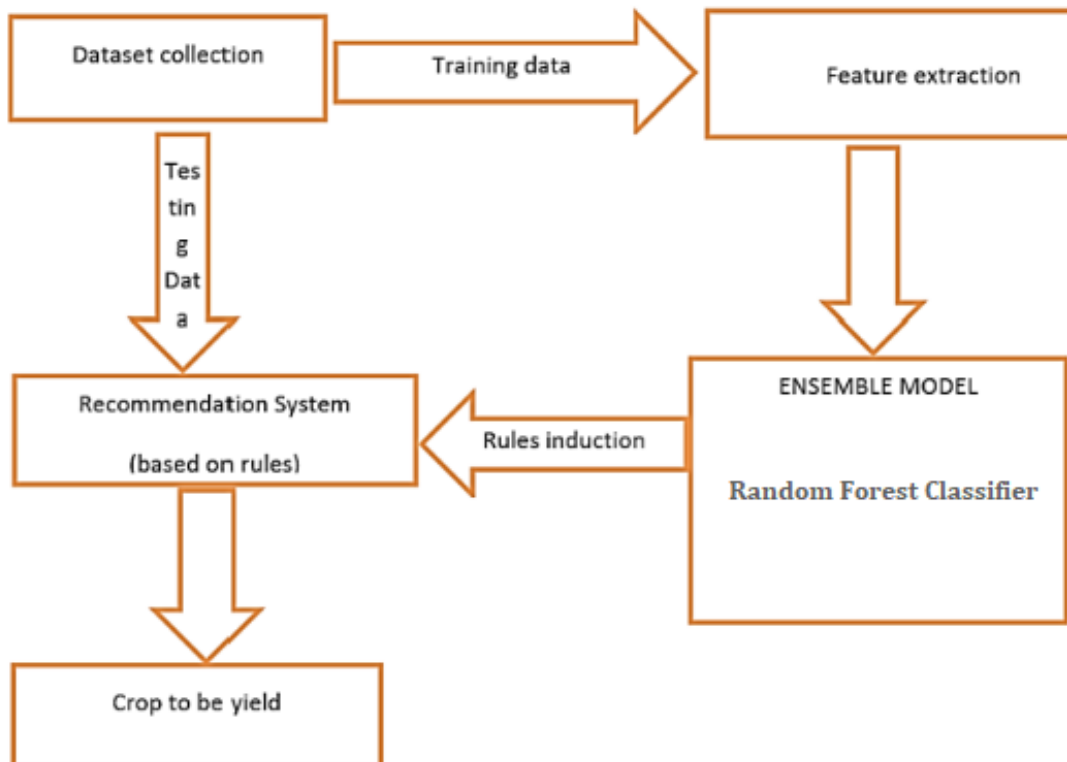 Dataset collection
Training data
Feature extraction
Tes
tin
g
Dat
a
Recommendation System
(based on rules)
Rules induction
ENSEMBLE MODEL
Random Forest Classifier
Crop to be yield